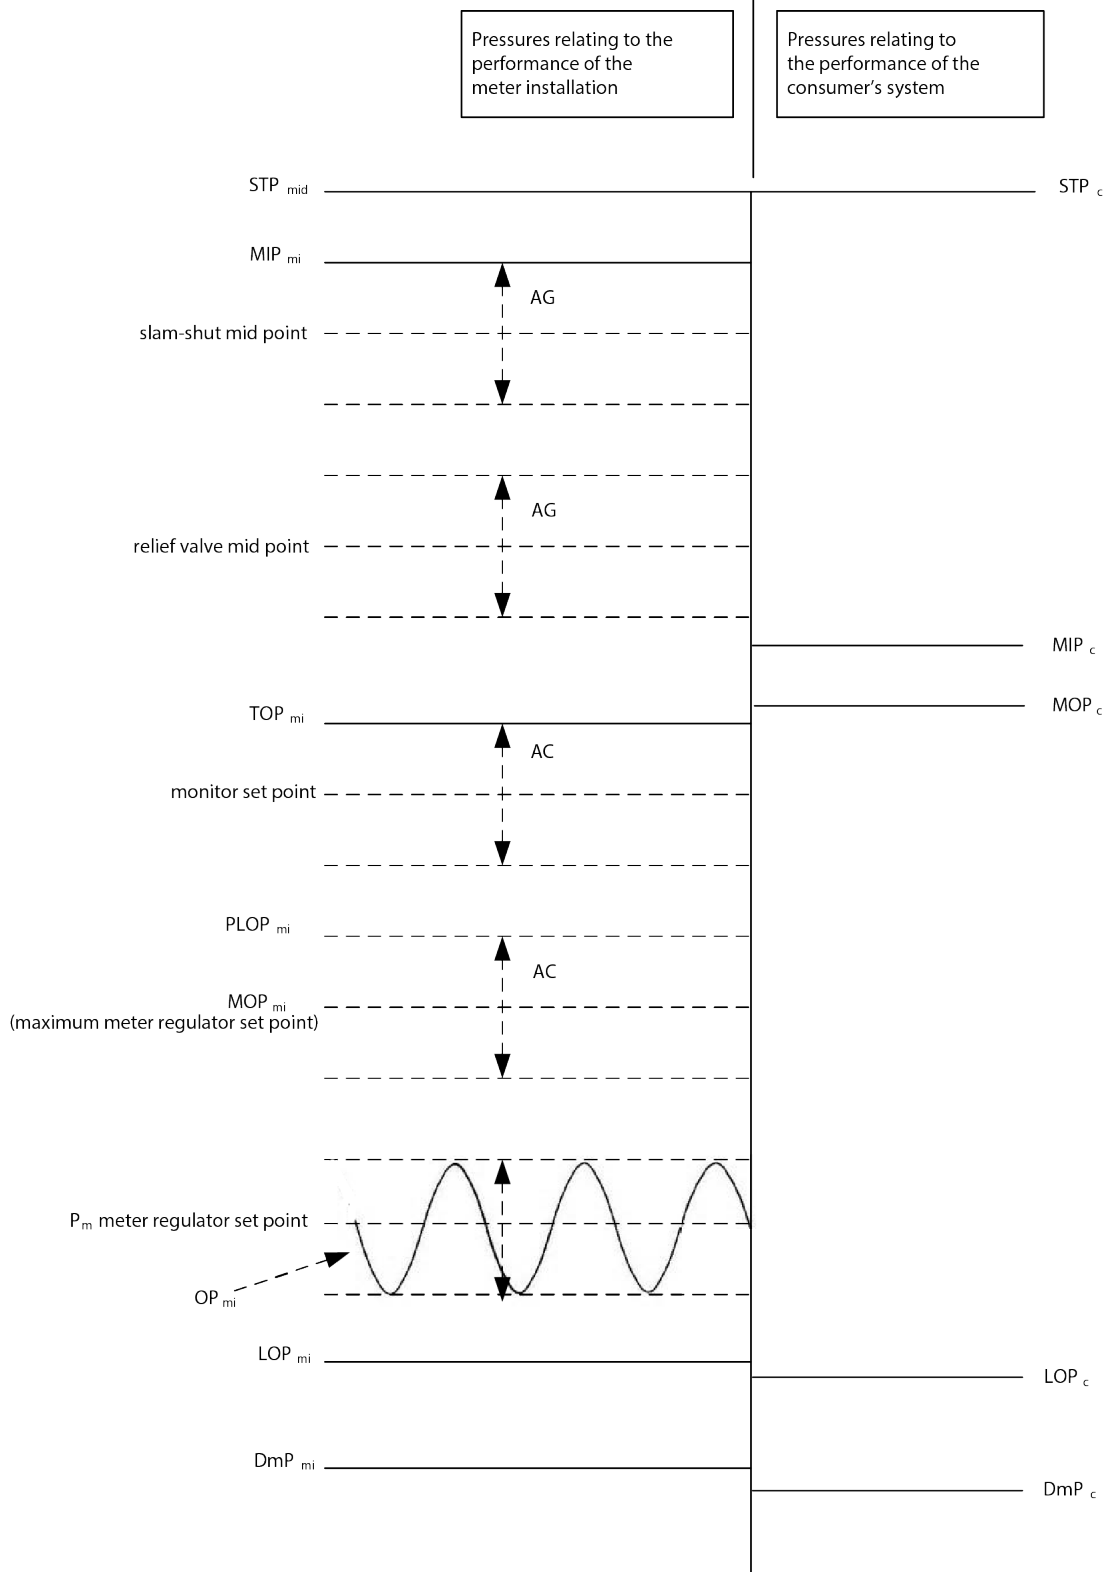 Pressures relating to the
performance of the
meter installation
Pressures relating to
the performance of the
consumer's system
STP mid
STP c
MIP mi
AG
slam-shut mid point
AG
relief valve mid point
MIP c
MOP c
TOP mi
AC
monitor set point
PLOP mi
AC
MOP mi
(maximum meter regulator set point)
Pm meter regulator set point
OP mi
LOP mi
LOP c
DmP mi
DmP c